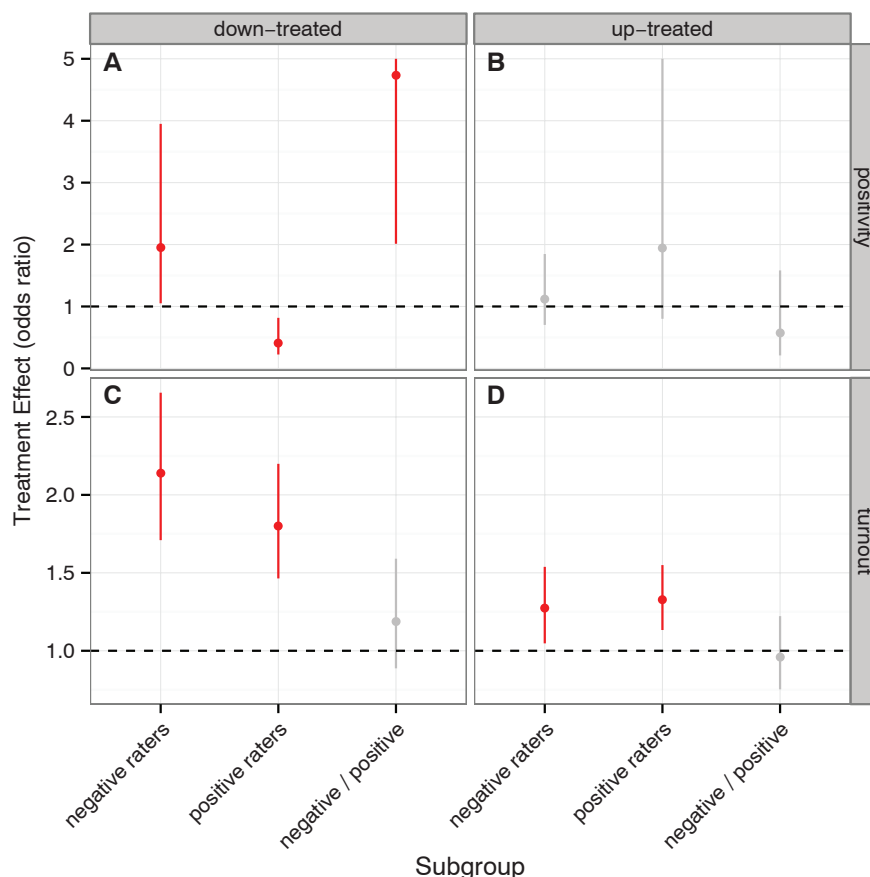 down−treated
up−treated
A
B
5
4
3
2
1
0
positivity
C
D
2.5
2.0
1.5
1.0
turnout
Treatment Effect (odds ratio)
negative raters
positive raters
negative / positive
negative raters
positive raters
negative / positive
Subgroup